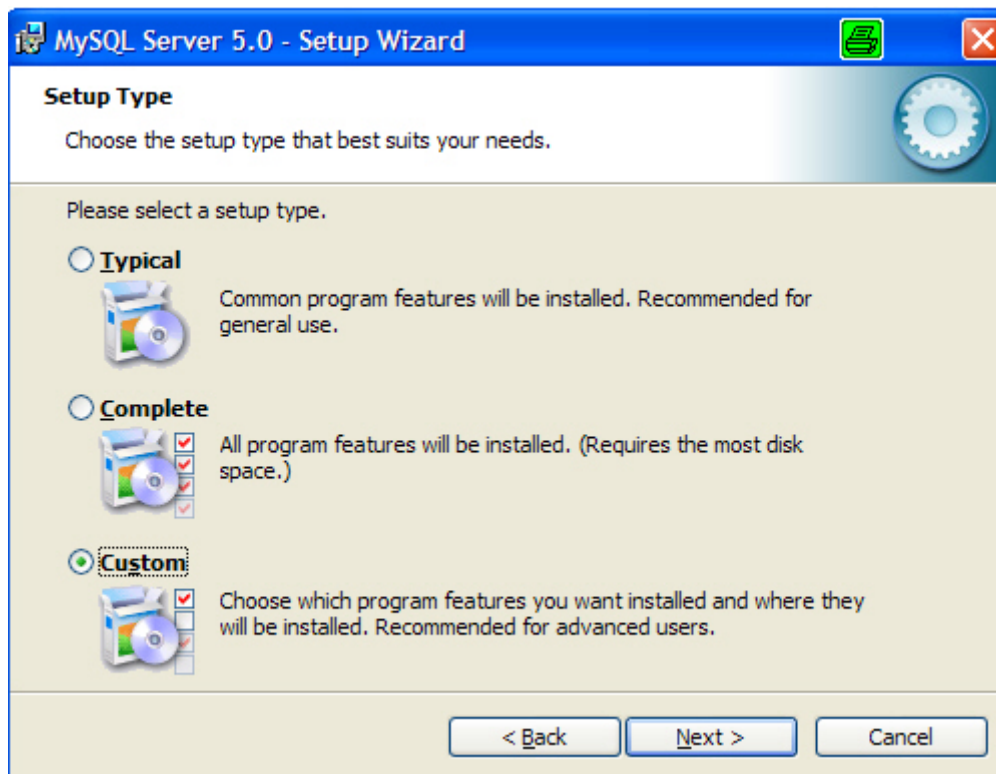 MySQL Server 5.0 - Setup Wizard
Setup Type
Choose the setup type that best suits your needs.
Please select a setup type.
Typical
Common program features will be installed. Recommended for
general use.
Complete
All program features will be installed. (Requires the most disk
space.)
Custom
Choose which program features you want installed and where they
will be installed. Recommended for advanced users.
< Back Next > Cancel